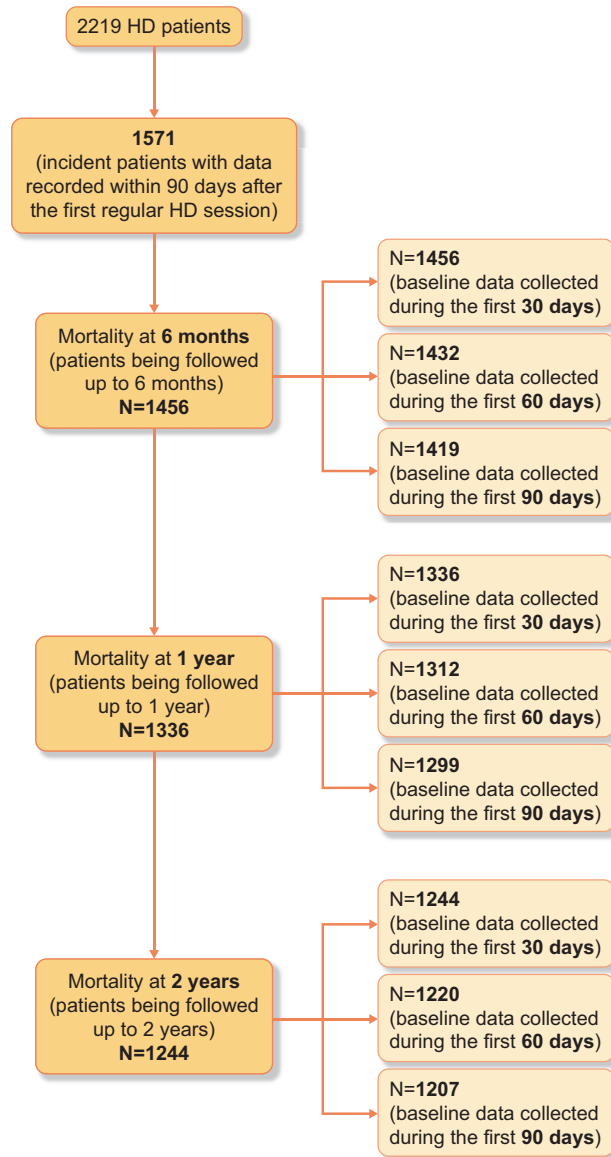 2219 HD patients
1571
(incident patients with data
recorded within 90 days after
the first regular HD session)
Mortality at 6 months
(patients being followed
up to 6 months)
N=1456
N=1456
(baseline data collected
during the first 30 days)
N=1432
(baseline data collected
during the first 60 days)
N=1419
(baseline data collected
during the first 90 days)
Mortality at 1 year
(patients being followed
up to 1 year)
N=1336
N=1336
(baseline data collected
during the first 30 days)
N=1312
(baseline data collected
during the first 60 days)
N=1299
(baseline data collected
during the first 90 days)
Mortality at 2 years
(patients being followed
up to 2 years)
N=1244
N=1244
(baseline data collected
during the first 30 days)
N=1220
(baseline data collected
during the first 60 days)
N=1207
(baseline data collected
during the first 90 days)